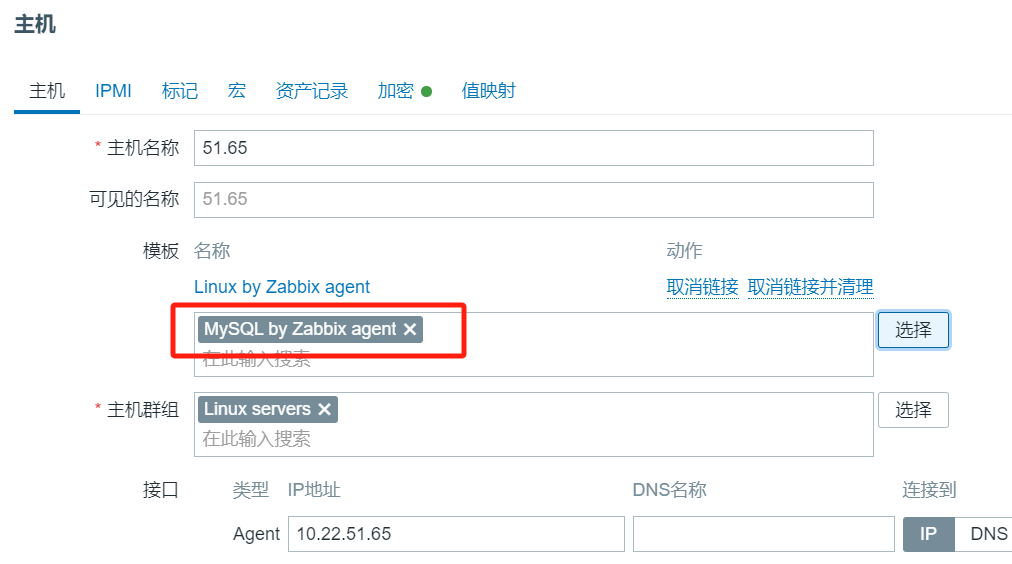 主机
主机 IPMI 标记 宏 资产记录 加密 值映射
* 主机名称 51.65
可见的名称 51.65
模板 名称 动作
Linux by Zabbix agent 取消链接 取消链接并清理
MySQL by Zabbix agent ✕ 选择
在此输入搜索
* 主机群组 Linux servers ✕ 选择
在此输入搜索
接口 类型 IP地址 DNS名称 连接到
Agent 10.22.51.65 IP DNS